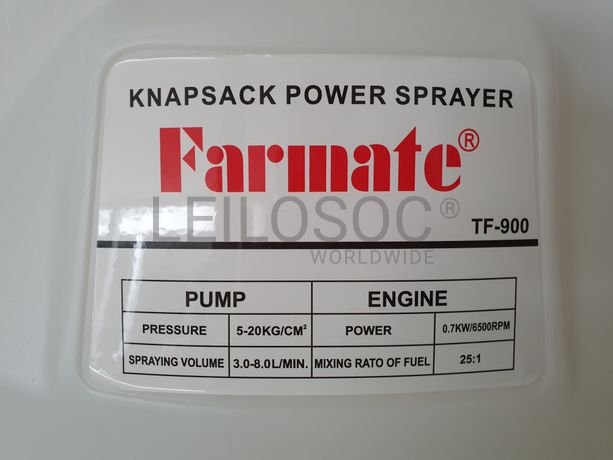 KNAPSACK POWER SPRAYER
Farmate®
LEILOSOC®
WORLDWIDE
TF-900
PUMP ENGINE
PRESSURE 5-20KG/CM² POWER 0.7KW/6500RPM
SPRAYING VOLUME 3.0-8.0L/MIN. MIXING RATO OF FUEL 25:1